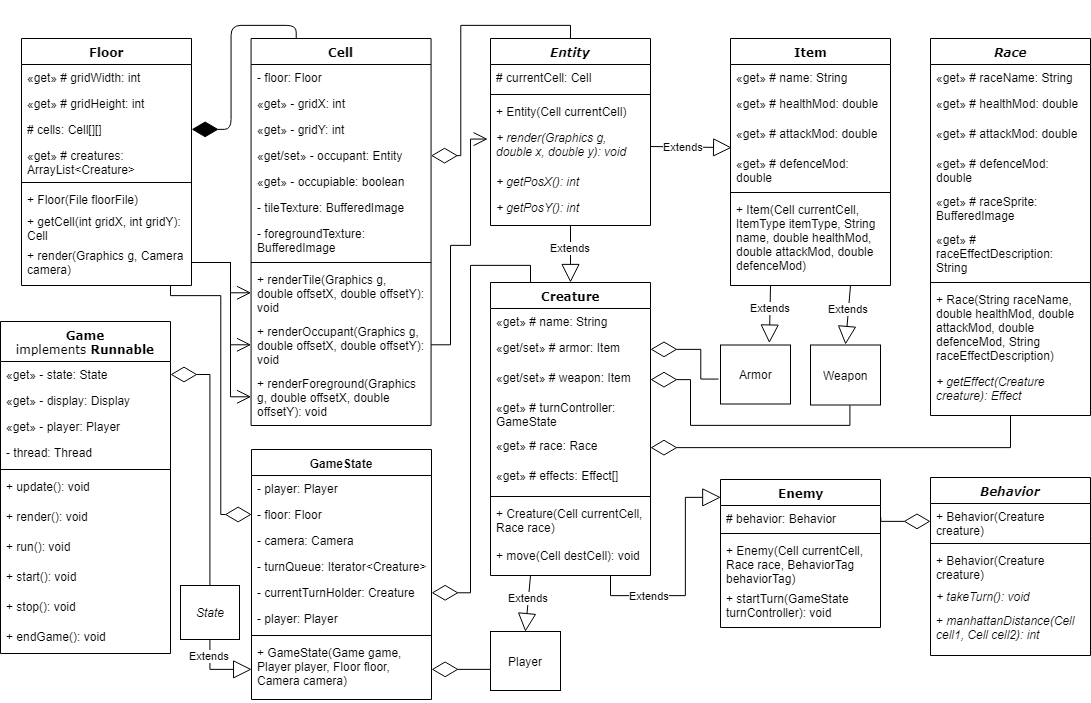 Floor
«get» # gridWidth: int
«get» # gridHeight: int
# cells: Cell[][]
«get» # creatures:
ArrayList<Creature>
+ Floor(File floorFile)
+ getCell(int gridX, int gridY):
Cell
+ render(Graphics g, Camera
camera)
Cell
- floor: Floor
«get» - gridX: int
«get» - gridY: int
«get/set» - occupant: Entity
«get» - occupiable: boolean
- tileTexture: BufferedImage
- foregroundTexture:
BufferedImage
+ renderTile(Graphics g,
double offsetX, double offsetY):
void
+ renderOccupant(Graphics g,
double offsetX, double offsetY):
void
+ renderForeground(Graphics
g, double offsetX, double
offsetY): void
Entity
# currentCell: Cell
+ Entity(Cell currentCell)
+ render(Graphics g,
double x, double y): void
+ getPosX(): int
+ getPosY(): int
Extends
Extends
Item
«get» # name: String
«get» # healthMod: double
«get» # attackMod: double
«get» # defenceMod:
double
+ Item(Cell currentCell,
ItemType itemType, String
name, double healthMod,
double attackMod, double
defenceMod)
Extends
Extends
Armor
Weapon
Race
«get» # raceName: String
«get» # healthMod: double
«get» # attackMod: double
«get» # defenceMod:
double
«get» # raceSprite:
BufferedImage
«get» #
raceEffectDescription:
String
+ Race(String raceName,
double healthMod, double
attackMod, double
defenceMod, String
raceEffectDescription)
+ getEffect(Creature
creature): Effect
Game
implements Runnable
«get» - state: State
«get» - display: Display
«get» - player: Player
- thread: Thread
+ update(): void
+ render(): void
+ run(): void
+ start(): void
+ stop(): void
+ endGame(): void
State
Extends
GameState
- player: Player
- floor: Floor
- camera: Camera
- turnQueue: Iterator<Creature>
- currentTurnHolder: Creature
- player: Player
+ GameState(Game game,
Player player, Floor floor,
Camera camera)
Creature
«get» # name: String
«get/set» # armor: Item
«get/set» # weapon: Item
«get» # turnController:
GameState
«get» # race: Race
«get» # effects: Effect[]
+ Creature(Cell currentCell,
Race race)
+ move(Cell destCell): void
Extends
Extends
Player
Enemy
# behavior: Behavior
+ Enemy(Cell currentCell,
Race race, BehaviorTag
behaviorTag)
+ startTurn(GameState
turnController): void
Behavior
+ Behavior(Creature
creature)
+ Behavior(Creature
creature)
+ takeTurn(): void
+ manhattanDistance(Cell
cell1, Cell cell2): int